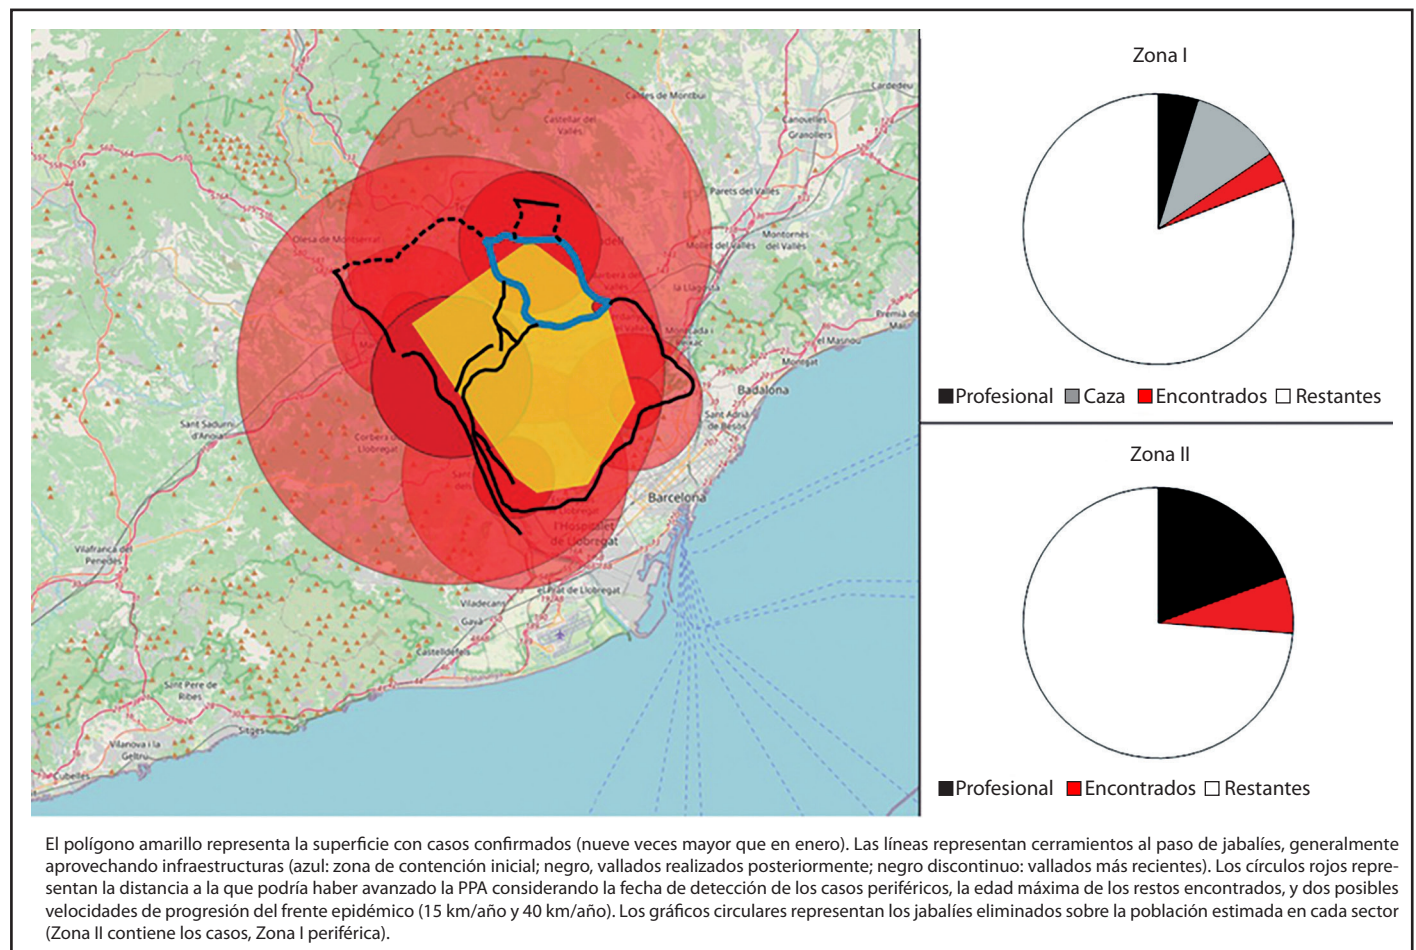 Caldes de Montbui
Cardedeu
Castellar del
Vallès
Canovelles
Granollers
Parets del Vallès
Olesa de Montserrat
Montornès
del Vallès
Mollet del Vallès
la Llagosta
Premià de
el Masnou
Montgat
Badalona
Sant Adrià
de Besòs
Sant Sadurní
d'Anoia
Corbera de
Llobregat
Barcelona
l'Hospitalet
de Llobregat
Vilafranca del
Penedès
el Prat de Llobregat
Viladecans
Gavà
Castelldefels
Sant Pere de
Ribes
Sitges
Vilanova i la
Geltrú
Cubelles
Zona I
Profesional Caza Encontrados Restantes
Zona II
Profesional Encontrados Restantes
El polígono amarillo representa la superficie con casos confirmados (nueve veces mayor que en enero). Las líneas representan cerramientos al paso de jabalíes, generalmente
aprovechando infraestructuras (azul: zona de contención inicial; negro, vallados realizados posteriormente; negro discontinuo: vallados más recientes). Los círculos rojos repre-
sentan la distancia a la que podría haber avanzado la PPA considerando la fecha de detección de los casos periféricos, la edad máxima de los restos encontrados, y dos posibles
velocidades de progresión del frente epidémico (15 km/año y 40 km/año). Los gráficos circulares representan los jabalíes eliminados sobre la población estimada en cada sector
(Zona II contiene los casos, Zona I periférica).